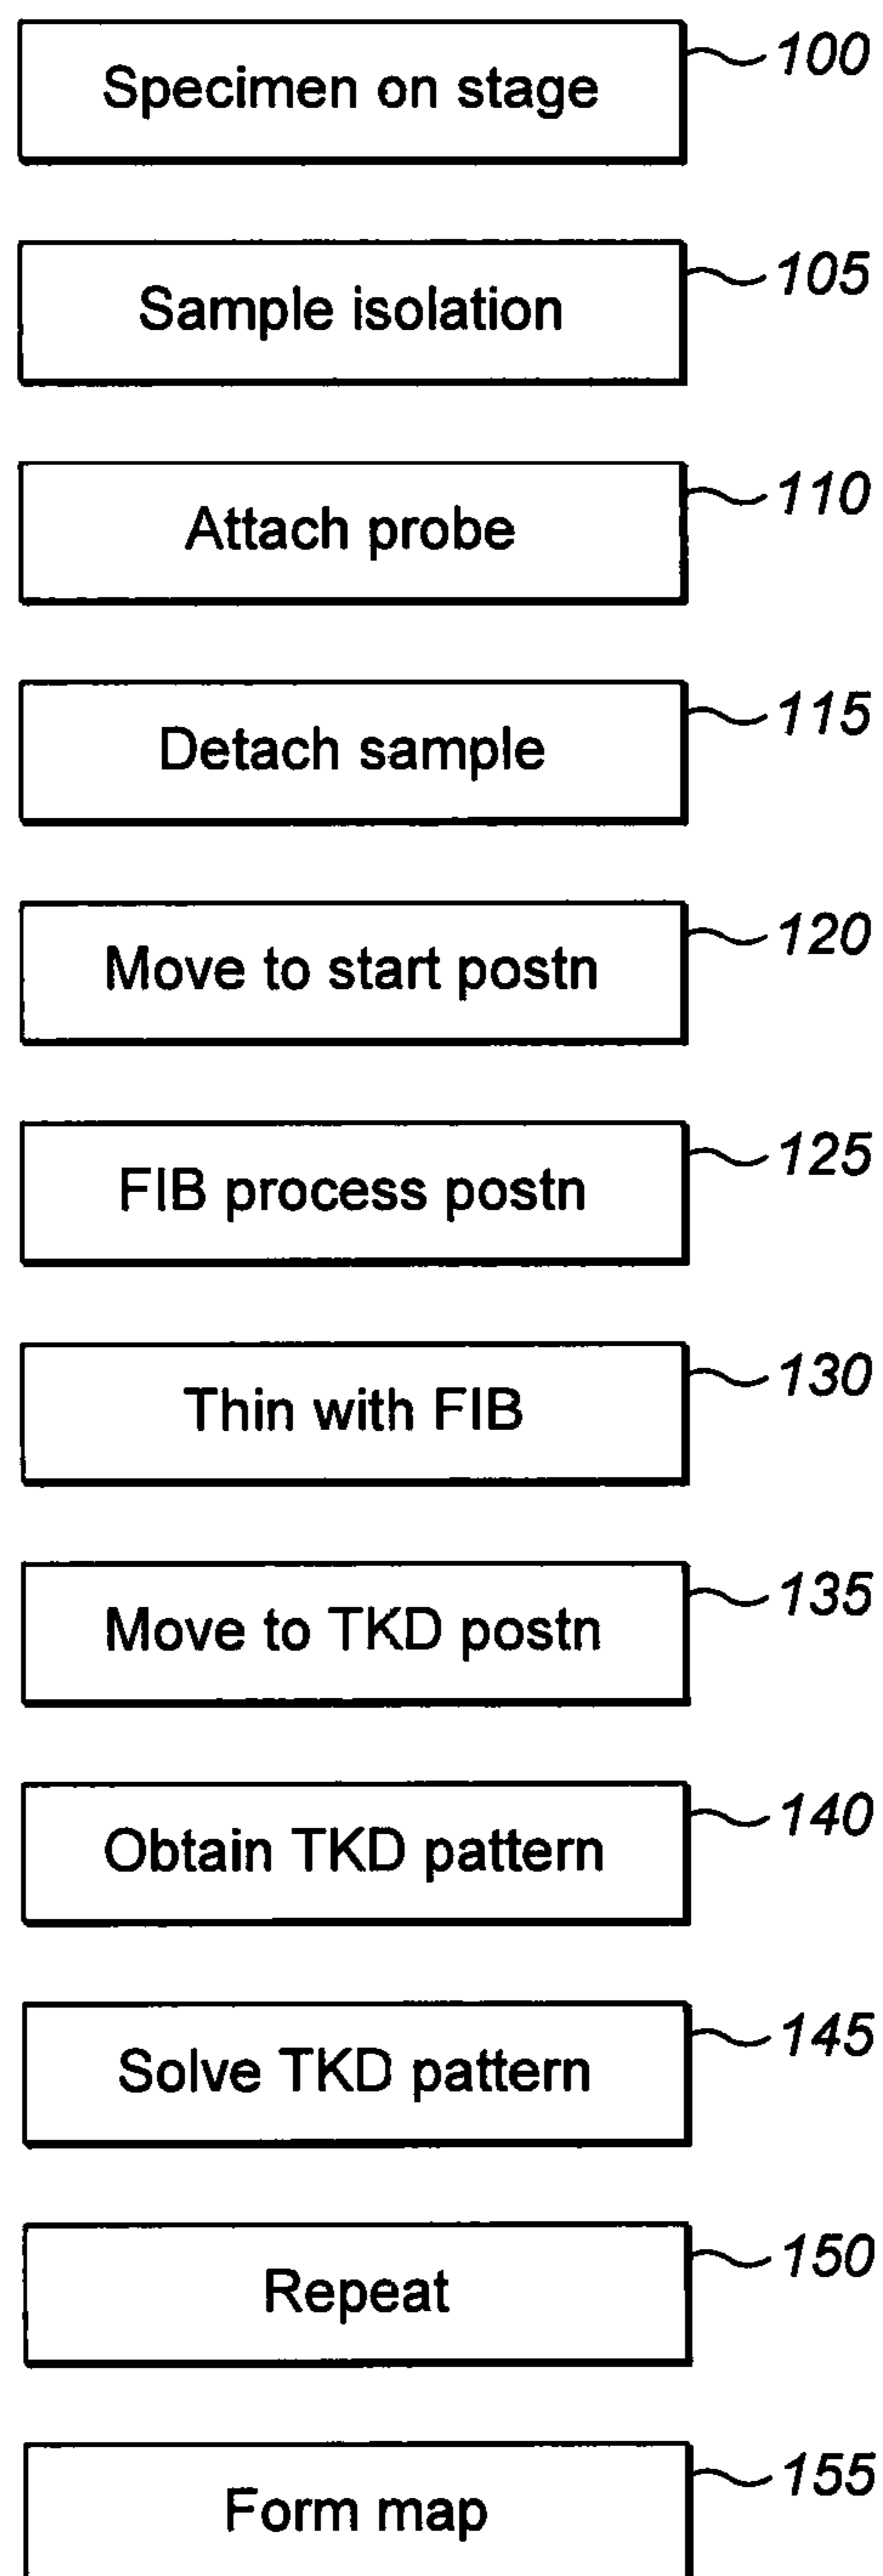 Specimen on stage 100
Sample isolation 105
Attach probe 110
Detach sample 115
Move to start postn 120
FIB process postn 125
Thin with FIB 130
Move to TKD postn 135
Obtain TKD pattern 140
Solve TKD pattern 145
Repeat 150
Form map 155